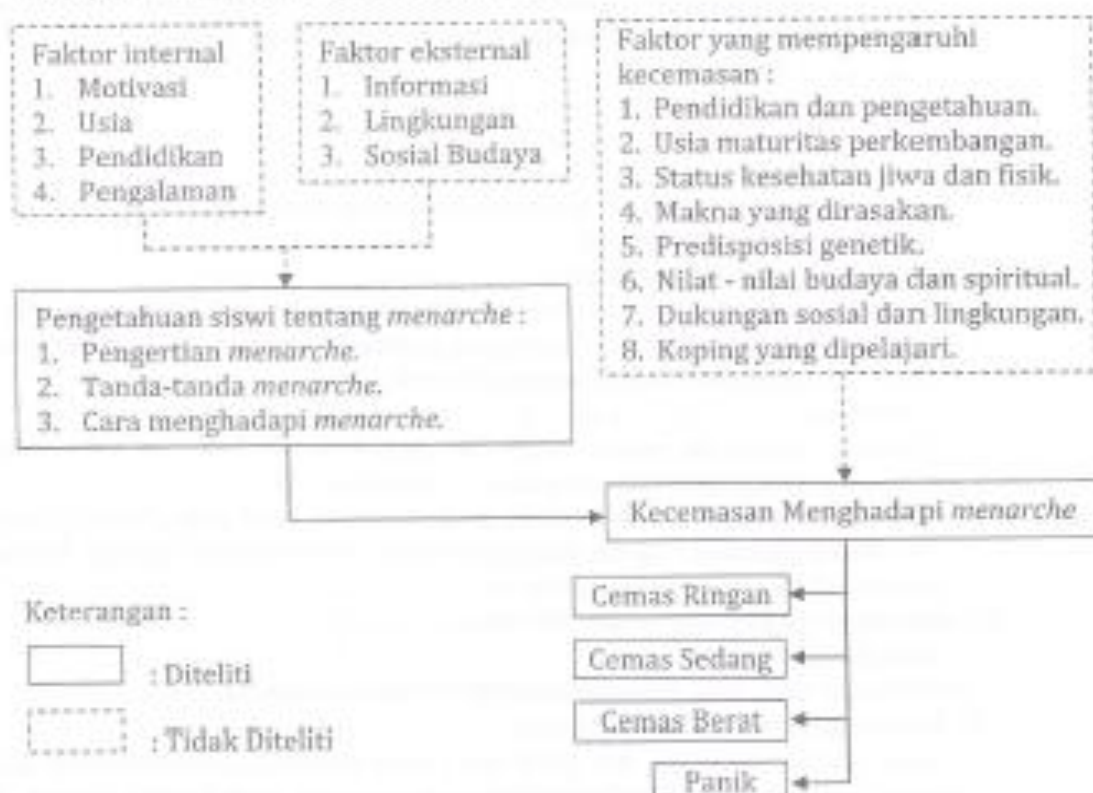 Faktor internal
1. Motivasi
2. Usia
3. Pendidikan
4. Pengalaman
Faktor eksternal
1. Informasi
2. Lingkungan
3. Sosial Budaya
Faktor yang mempengaruhi
kecemasan :
1. Pendidikan dan pengetahuan.
2. Usia maturitas perkembangan.
3. Status kesehatan jiwa dan fisik.
4. Makna yang dirasakan.
5. Predisposisi genetik.
6. Nilat - nilai budaya dan spiritual.
7. Dukungan sosial dan lingkungan.
8. Koping yang dipelajari.
Pengetahuan siswi tentang menarche :
1. Pengertian menarche.
2. Tanda-tanda menarche.
3. Cara menghadapi menarche.
Kecemasan Menghadapi menarche
Cemas Ringan
Cemas Sedang
Cemas Berat
Panik
Keterangan :
: Diteliti
: Tidak Diteliti